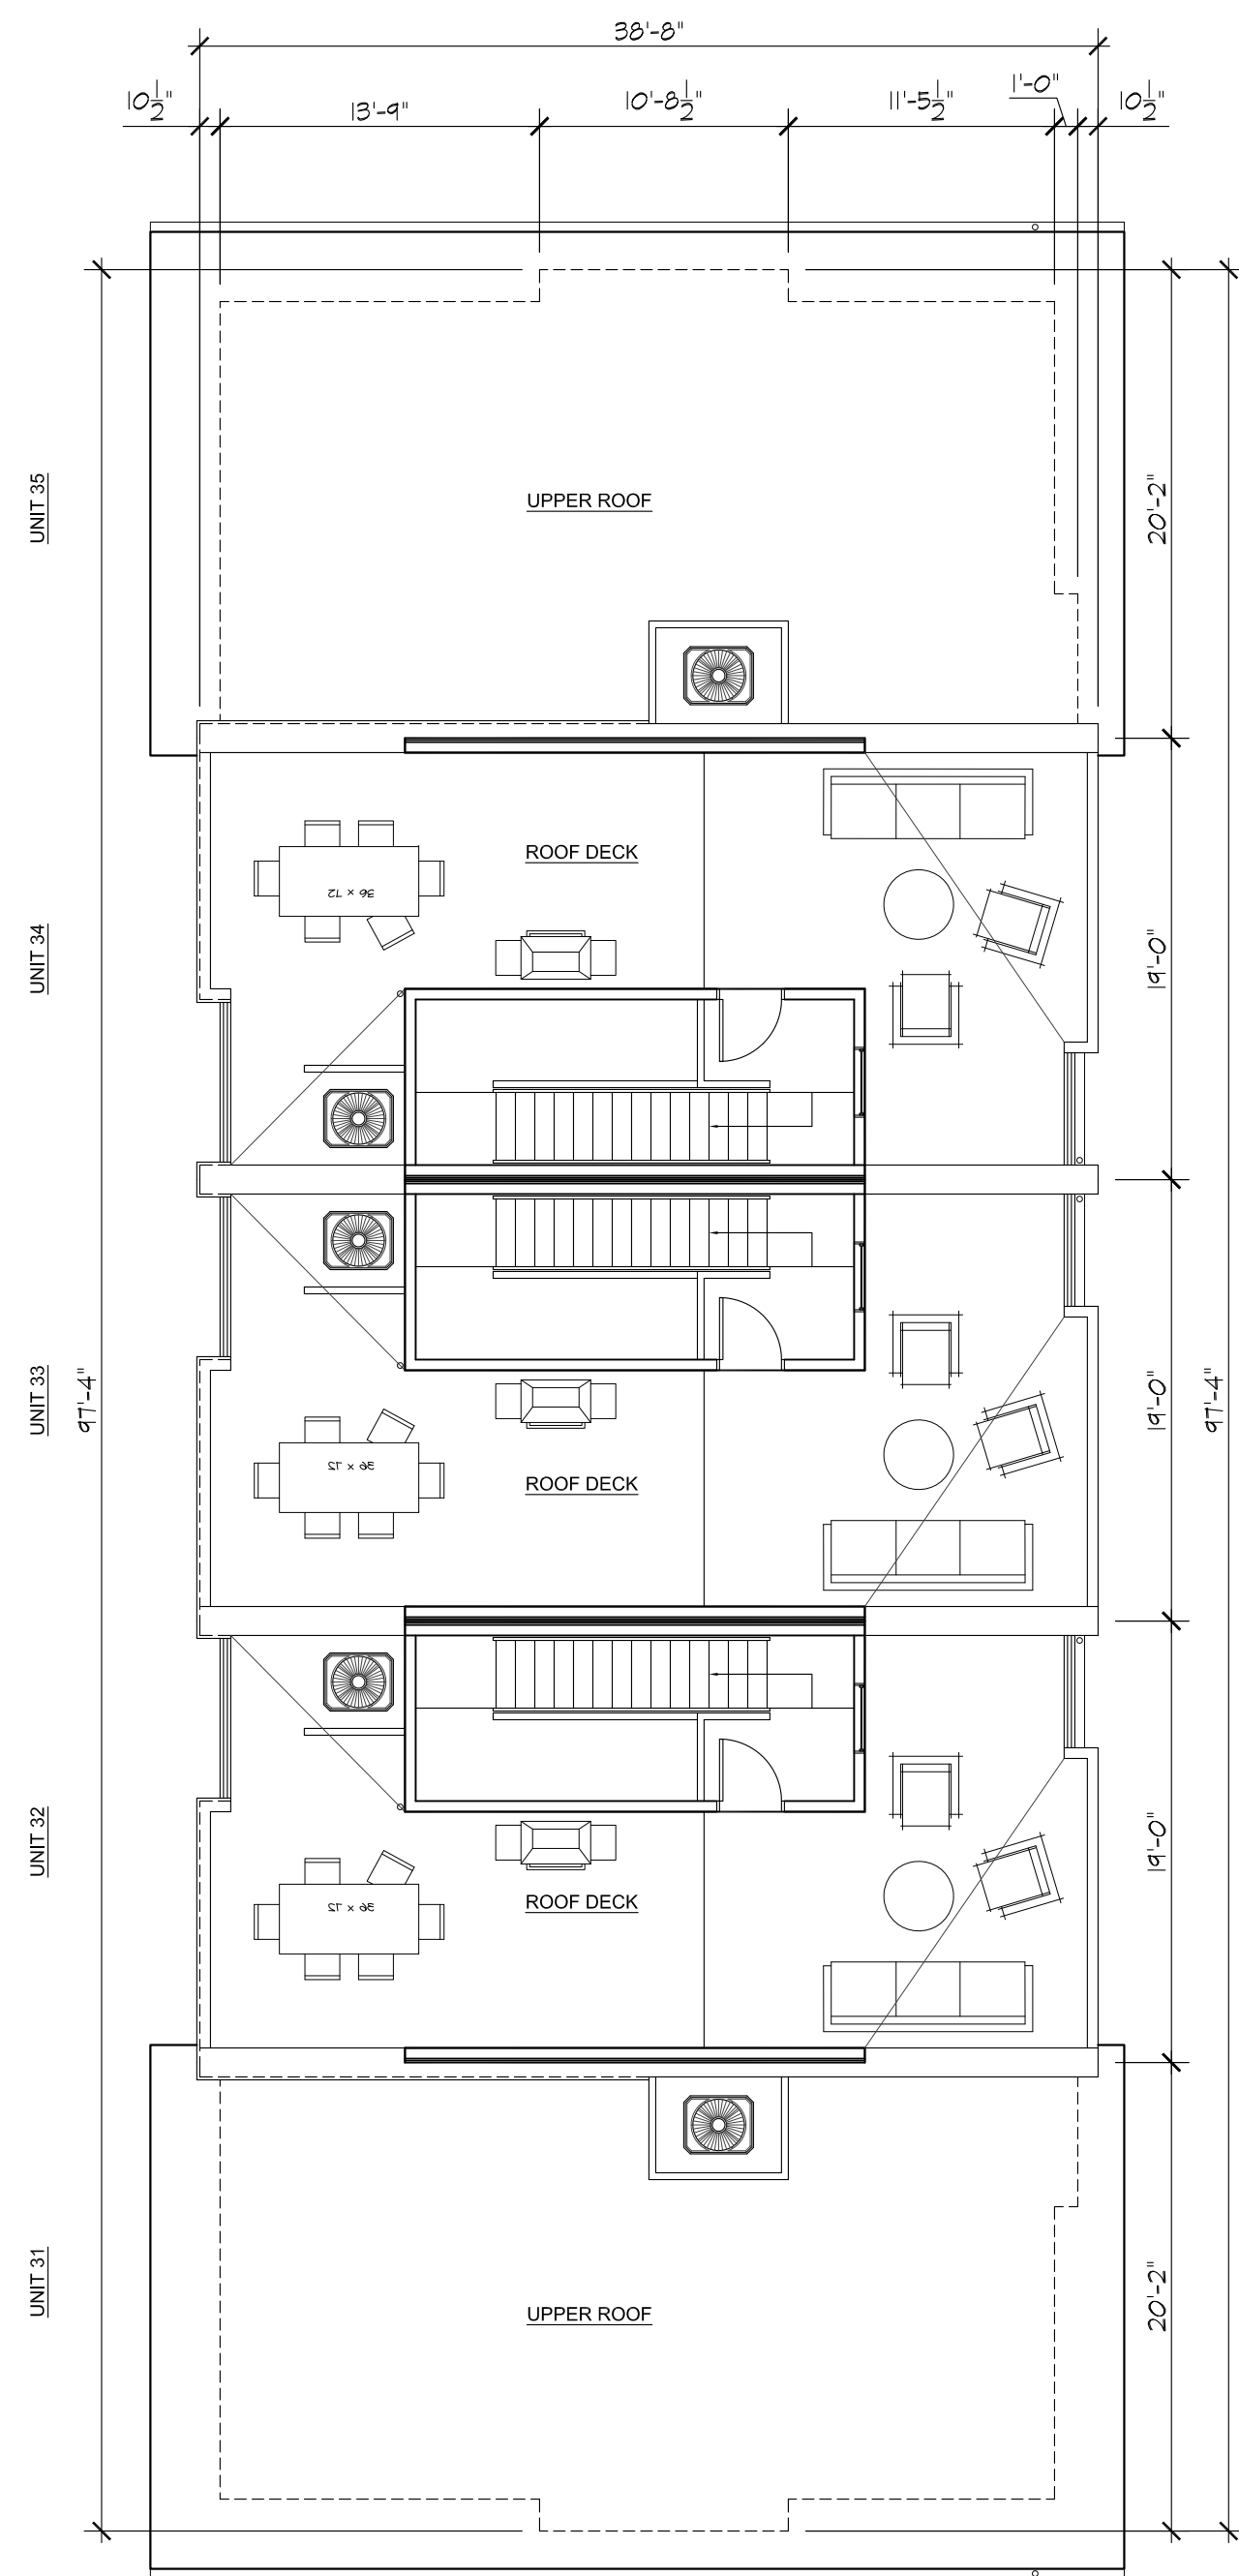 38'-8"
10 1/2"
13'-9"
10'-8 1/2"
11'-5 1/2"
1'-0"
10 1/2"
UNIT 35
UPPER ROOF
20'-2"
ROOF DECK
36 x 72
UNIT 34
19'-0"
UNIT 33
97'-4"
19'-0"
97'-4"
36 x 72
ROOF DECK
UNIT 32
19'-0"
ROOF DECK
36 x 72
UNIT 31
UPPER ROOF
20'-2"